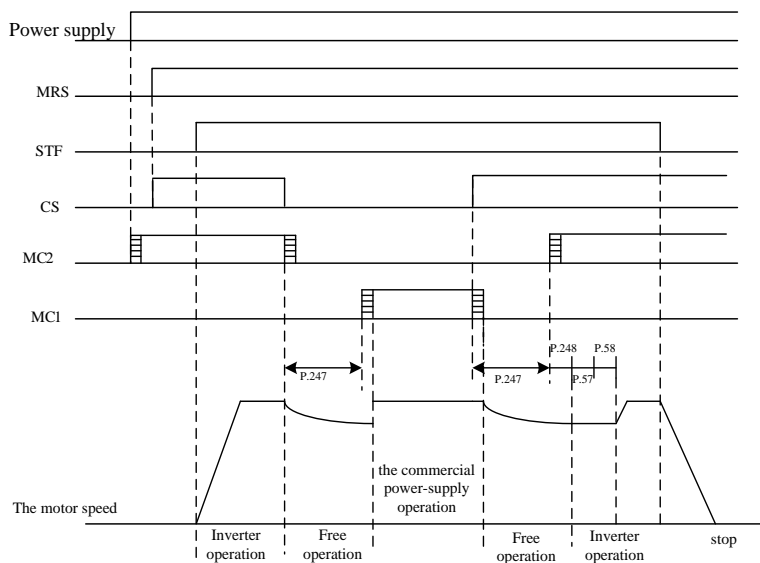 Power supply
MRS
STF
CS
MC2
MC1
P.248
P.58
P.247
P.247
P.57
the commercial
power-supply
operation
The motor speed
Inverter
operation
Free
operation
Free
operation
Inverter
operation
stop